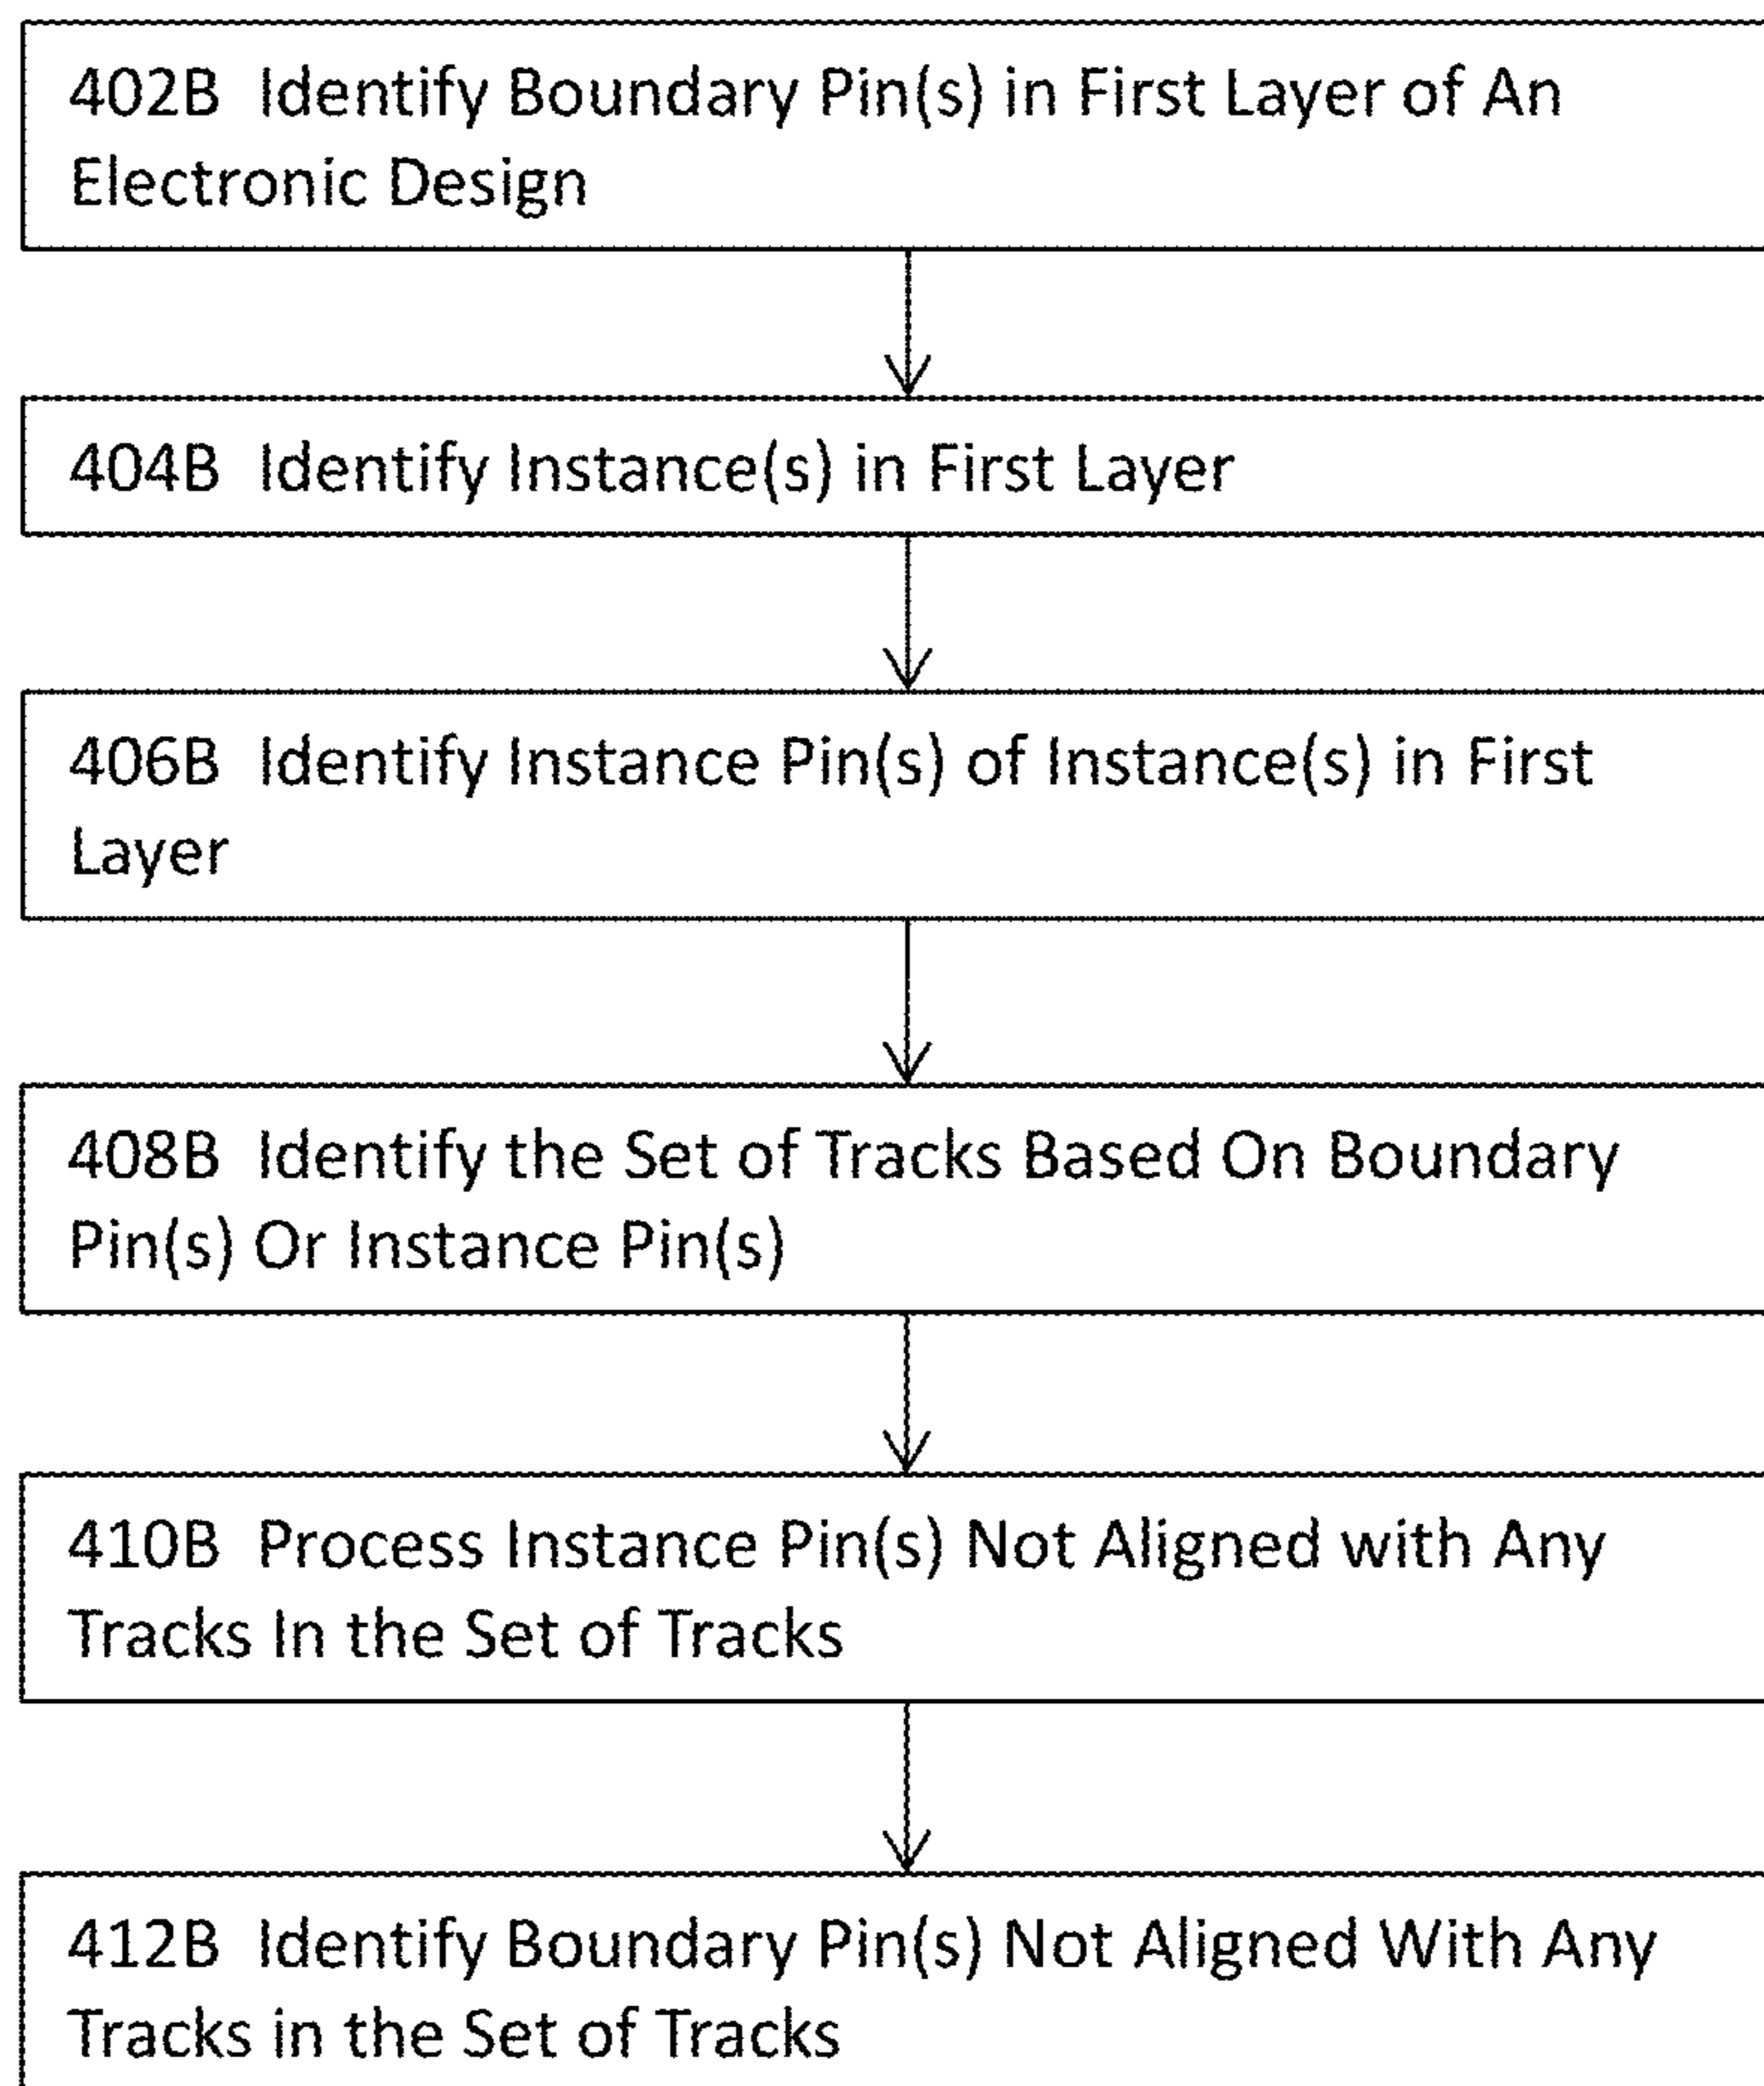 402B Identify Boundary Pin(s) in First Layer of An
Electronic Design
404B Identify Instance(s) in First Layer
406B Identify Instance Pin(s) of Instance(s) in First
Layer
408B Identify the Set of Tracks Based On Boundary
Pin(s) Or Instance Pin(s)
410B Process Instance Pin(s) Not Aligned with Any
Tracks In the Set of Tracks
412B Identify Boundary Pin(s) Not Aligned With Any
Tracks in the Set of Tracks